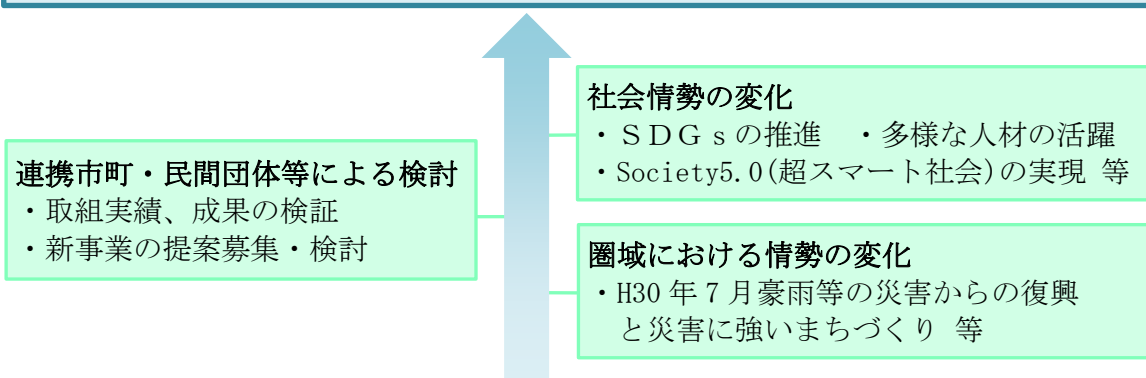 社会情勢の変化
・ＳＤＧｓの推進　・多様な人材の活躍
・Society5.0(超スマート社会)の実現 等
連携市町・民間団体等による検討
・取組実績、成果の検証
・新事業の提案募集・検討
圏域における情勢の変化
・H30年７月豪雨等の災害からの復興
と災害に強いまちづくり 等